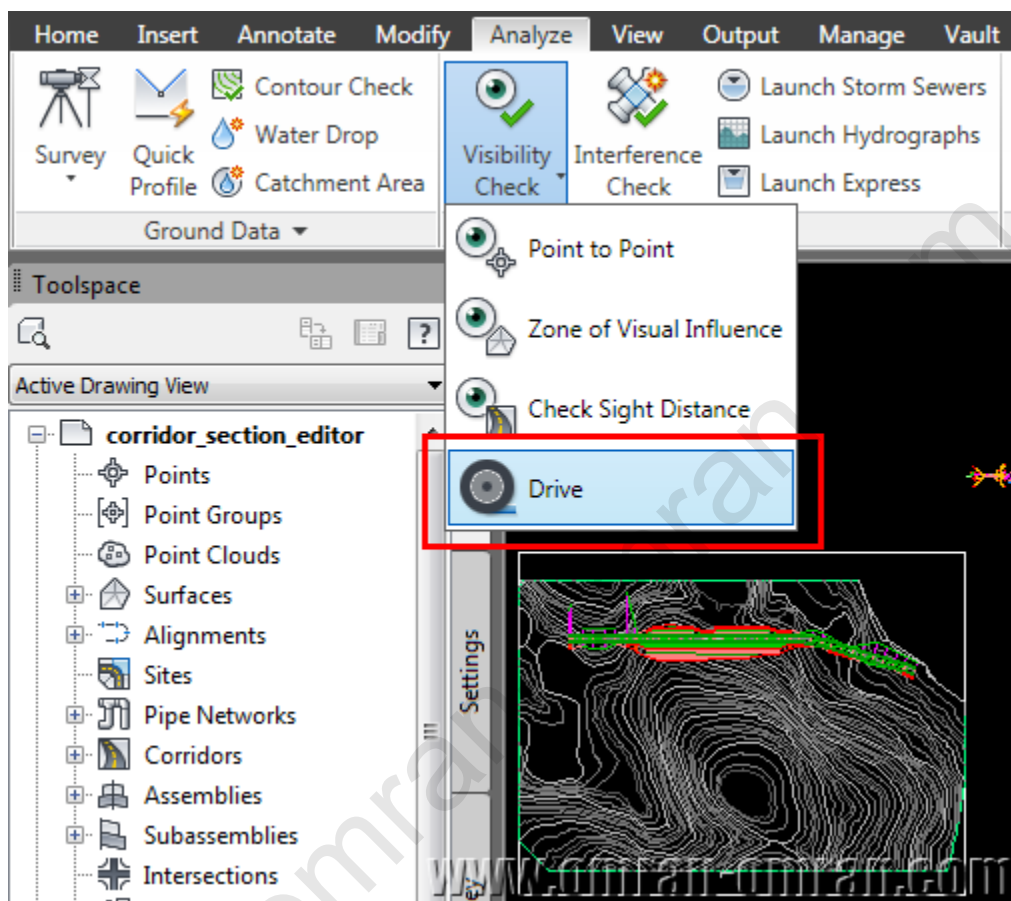 Home Insert Annotate Modify Analyze View Output Manage Vault
Survey
Quick
Profile
Contour Check
Water Drop
Catchment Area
Visibility
Check
Interference
Check
Launch Storm Sewers
Launch Hydrographs
Launch Express
Ground Data
Point to Point
Zone of Visual Influence
Check Sight Distance
Drive
Toolspace
Active Drawing View
corridor_section_editor
Points
Point Groups
Point Clouds
Surfaces
Alignments
Sites
Pipe Networks
Corridors
Assemblies
Subassemblies
Intersections
Settings
www.omran-omran.com